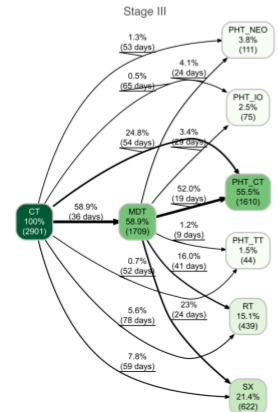 Stage III
1.3%
(53 days)
PHT_NEO
3.8%
(111)
4.1%
(24 days)
0.5%
(65 days)
PHT_IO
2.5%
(75)
24.8%
(54 days)
3.4%
(29 days)
PHT_CT
55.5%
(1610)
CT
100%
(2901)
58.9%
(36 days)
MDT
58.9%
(1709)
52.0%
(19 days)
1.2%
(9 days)
PHT_TT
1.5%
(44)
0.7%
(52 days)
16.0%
(41 days)
RT
15.1%
(439)
5.6%
(78 days)
23%
(24 days)
7.8%
(59 days)
SX
21.4%
(622)